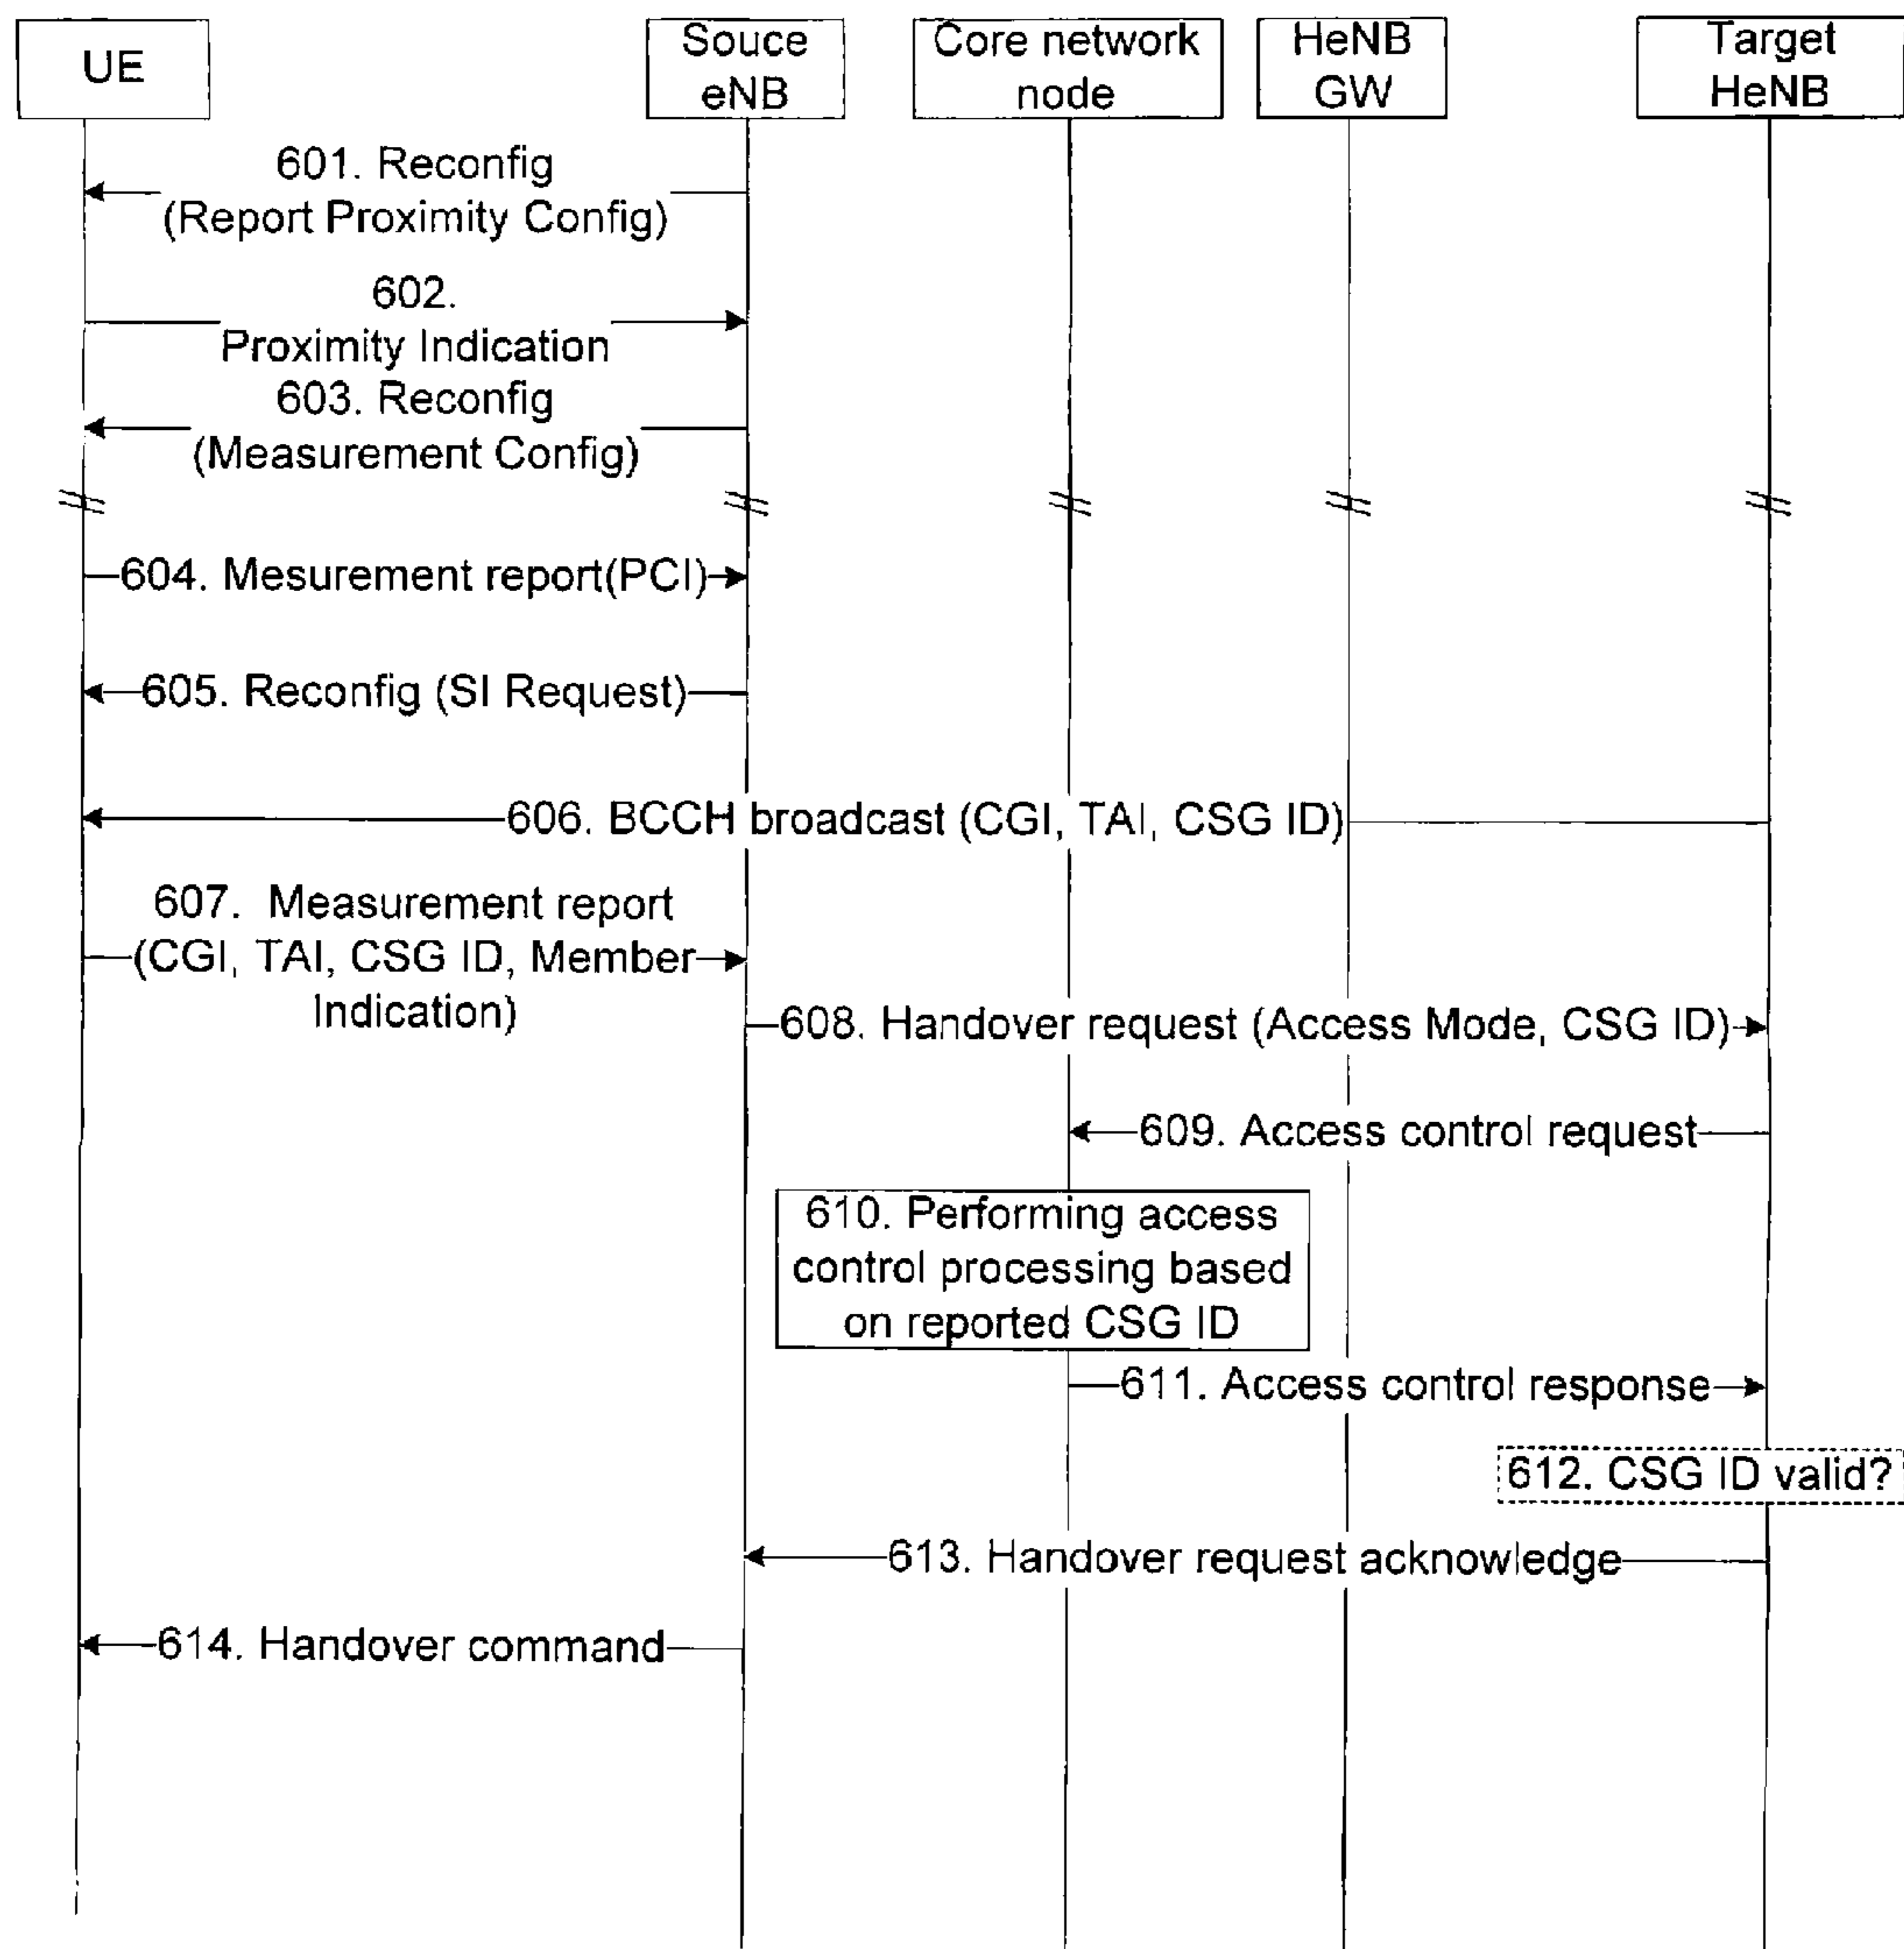 UE
Souce
eNB
Core network
node
HeNB
GW
Target
HeNB
601. Reconfig
(Report Proximity Config)
602.
Proximity Indication
603. Reconfig
(Measurement Config)
604. Mesurement report(PCI)
605. Reconfig (SI Request)
606. BCCH broadcast (CGI, TAI, CSG ID)
607. Measurement report
(CGI, TAI, CSG ID, Member
Indication)
608. Handover request (Access Mode, CSG ID)
609. Access control request
610. Performing access
control processing based
on reported CSG ID
611. Access control response
612. CSG ID valid?
613. Handover request acknowledge
614. Handover command